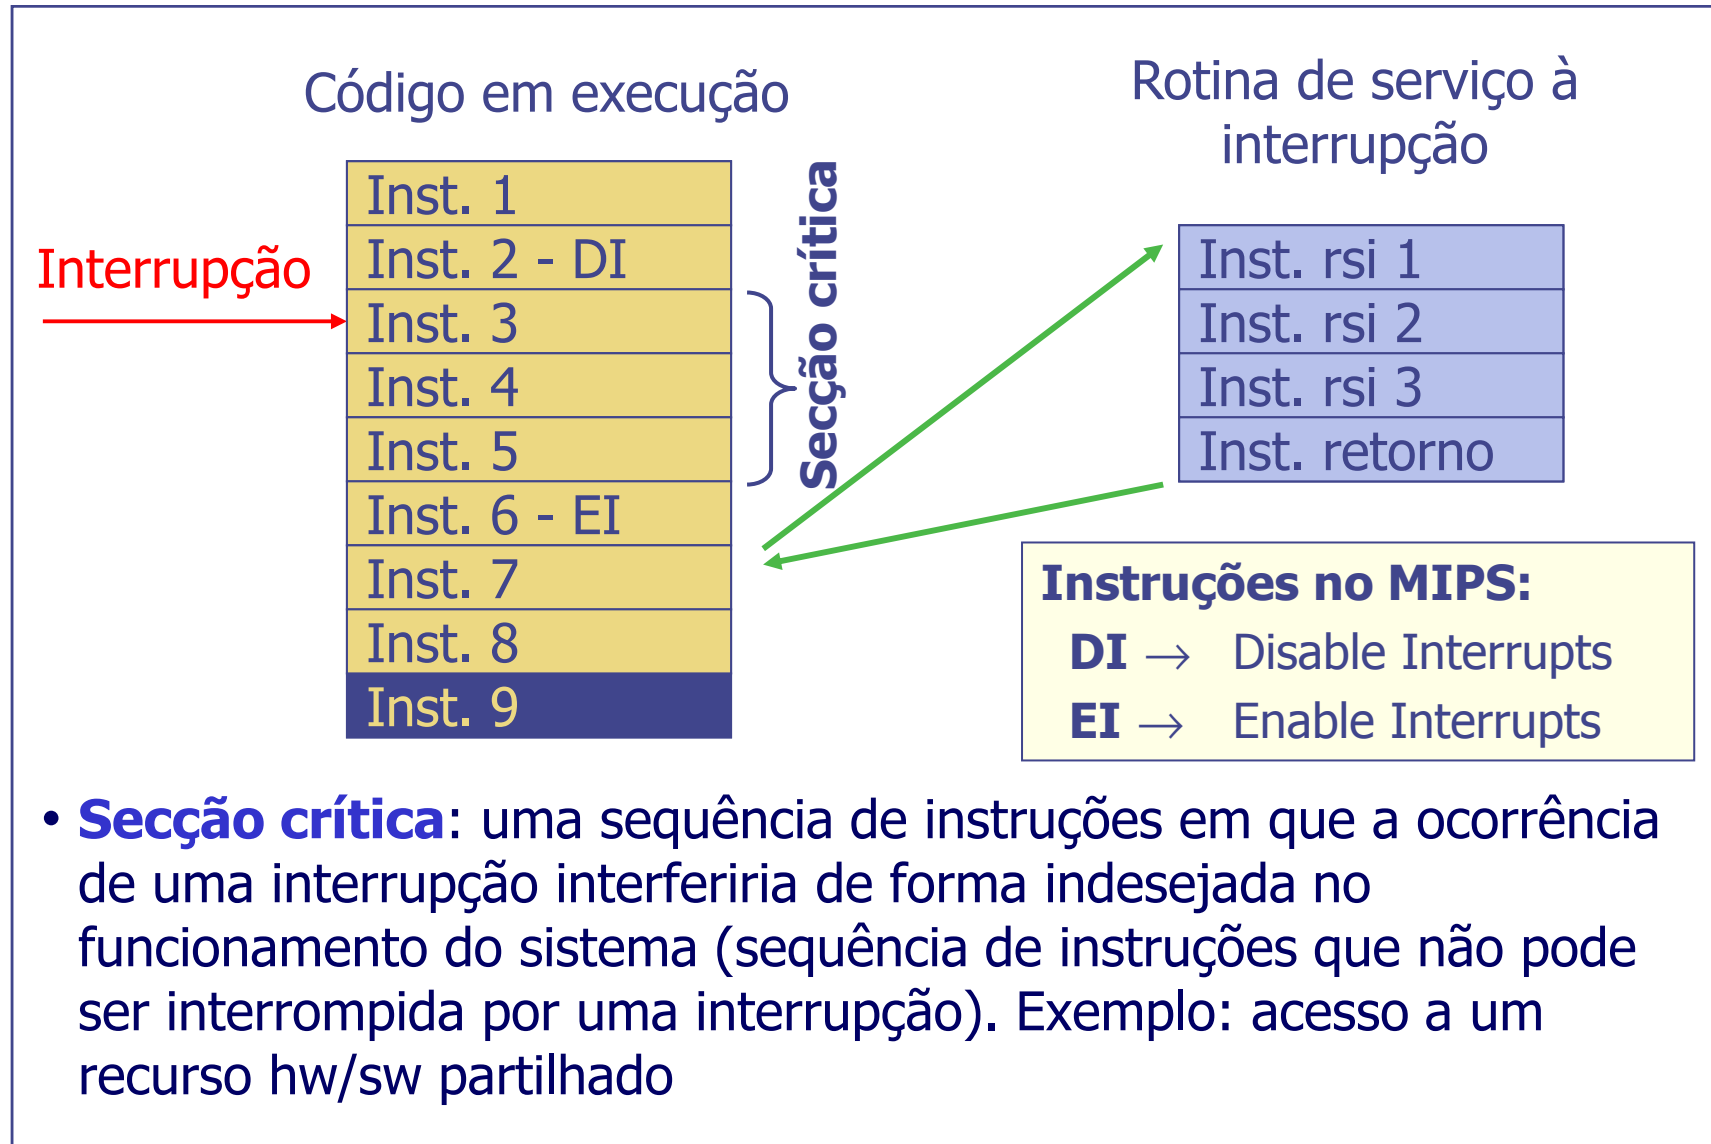 Código em execução
Rotina de serviço à
interrupção
Interrupção
Inst. 1
Inst. 2 - DI
Inst. 3
Inst. 4
Inst. 5
Inst. 6 - EI
Inst. 7
Inst. 8
Inst. 9
Secção crítica
Inst. rsi 1
Inst. rsi 2
Inst. rsi 3
Inst. retorno
Instruções no MIPS:
DI → Disable Interrupts
EI → Enable Interrupts
• Secção crítica: uma sequência de instruções em que a ocorrência
de uma interrupção interferiria de forma indesejada no
funcionamento do sistema (sequência de instruções que não pode
ser interrompida por uma interrupção). Exemplo: acesso a um
recurso hw/sw partilhado